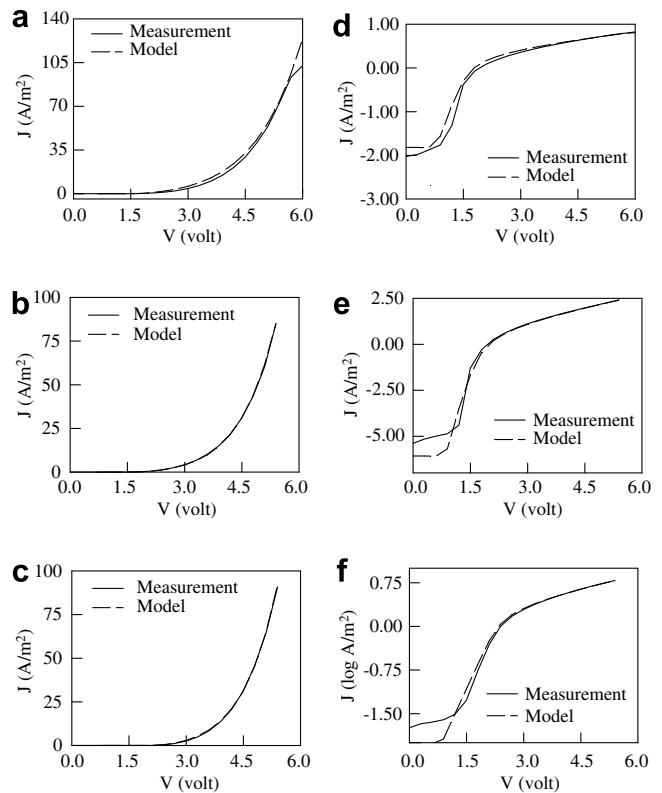 a
140
105
70
35
0
J (A/m²)
Measurement
Model
0.0 1.5 3.0 4.5 6.0
V (volt)
d
1.00
0.00
-1.00
-2.00
-3.00
J (A/m²)
Measurement
Model
0.0 1.5 3.0 4.5 6.0
V (volt)
b
100
75
50
25
0
J (A/m²)
Measurement
Model
0.0 1.5 3.0 4.5 6.0
V (volt)
e
2.50
0.00
-2.50
-5.00
J (A/m²)
Measurement
Model
0.0 1.5 3.0 4.5 6.0
V (volt)
c
100
75
50
25
0
J (A/m²)
Measurement
Model
0.0 1.5 3.0 4.5 6.0
V (volt)
f
0.75
0.00
-0.75
-1.50
J (log A/m²)
Measurement
Model
0.0 1.5 3.0 4.5 6.0
V (volt)